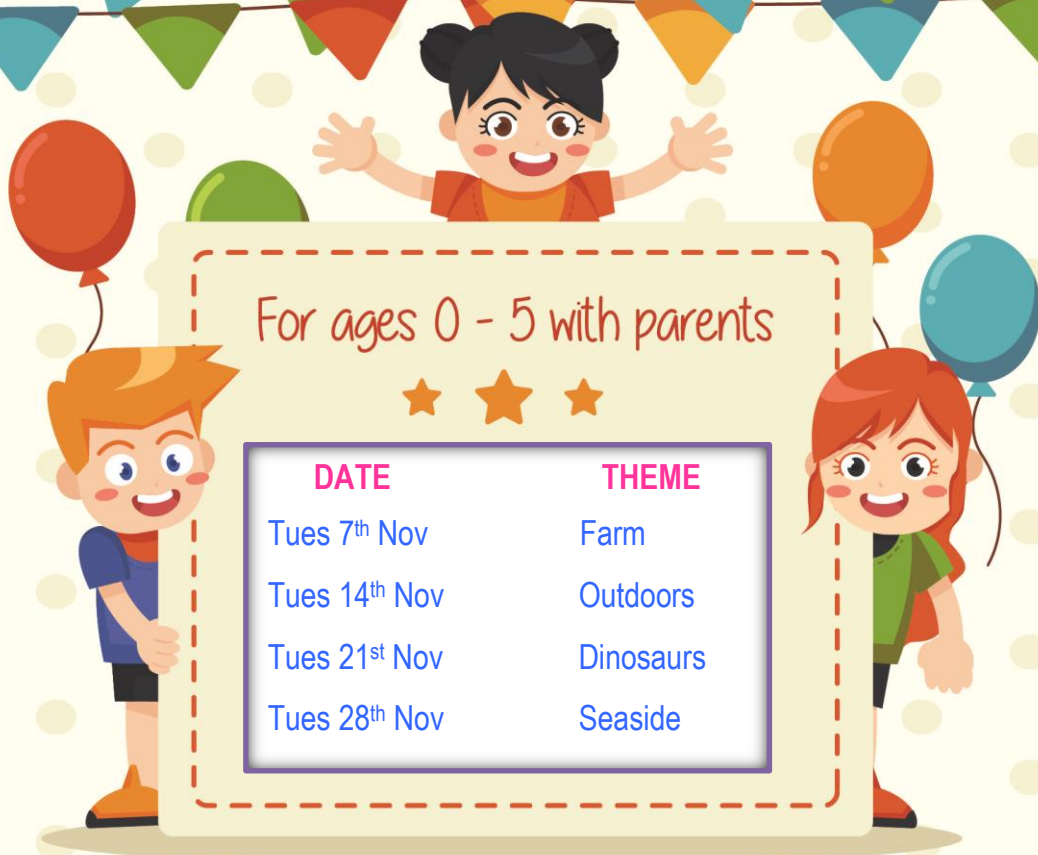 For ages 0 - 5 with parents
DATE THEME
Tues 7th Nov Farm
Tues 14th Nov Outdoors
Tues 21st Nov Dinosaurs
Tues 28th Nov Seaside